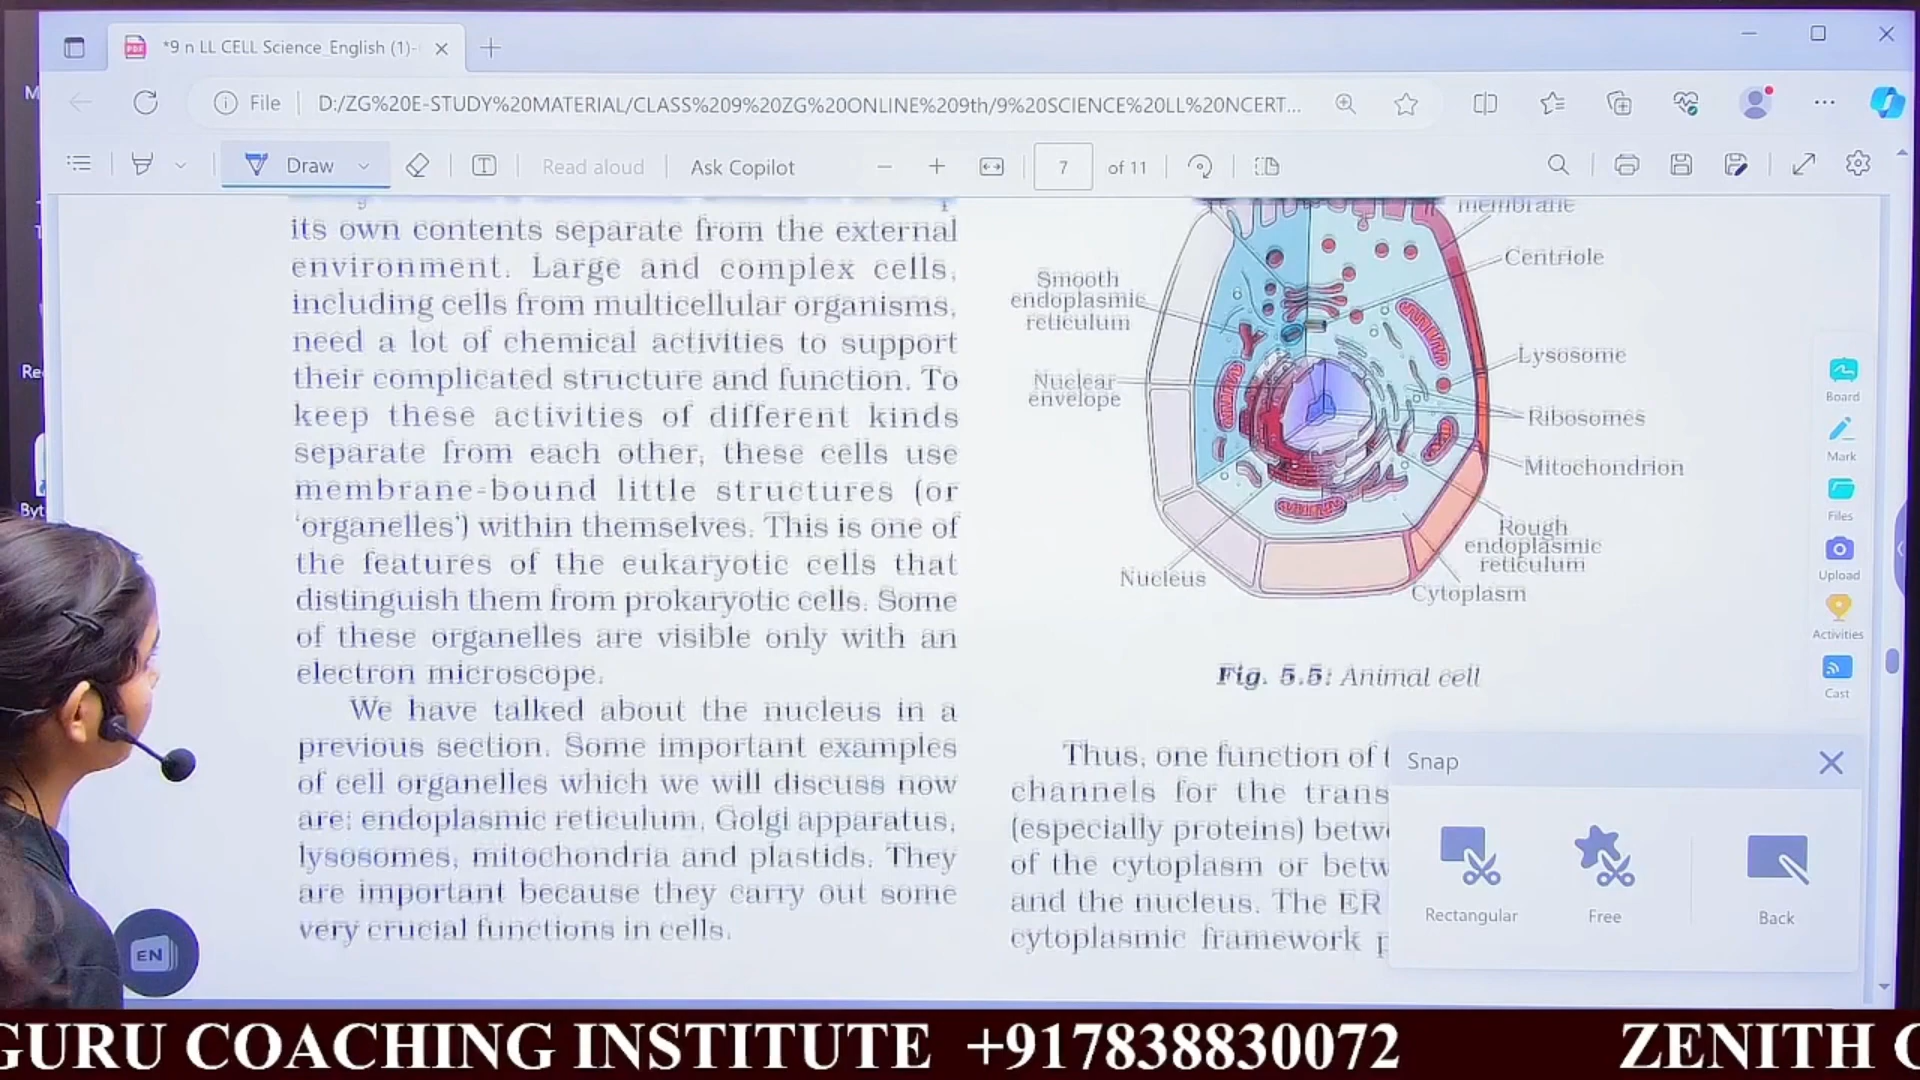 *9 n LL CELL Science_English (1)-
File
D:/ZG%20E-STUDY%20MATERIAL/CLASS%209%20ZG%20ONLINE%209th/9%20SCIENCE%20LL%20NCERT...
Draw
Read aloud
Ask Copilot
7 of 11
its own contents separate from the external
environment. Large and complex cells,
including cells from multicellular organisms,
need a lot of chemical activities to support
their complicated structure and function. To
keep these activities of different kinds
separate from each other, these cells use
membrane-bound little structures (or
'organelles') within themselves. This is one of
the features of the eukaryotic cells that
distinguish them from prokaryotic cells. Some
of these organelles are visible only with an
electron microscope.
We have talked about the nucleus in a
previous section. Some important examples
of cell organelles which we will discuss now
are: endoplasmic reticulum, Golgi apparatus,
lysosomes, mitochondria and plastids. They
are important because they carry out some
very crucial functions in cells.
membrane
Centriole
Smooth
endoplasmic
reticulum
Lysosome
Nuclear
envelope
Ribosomes
Mitochondrion
Rough
endoplasmic
reticulum
Nucleus
Cytoplasm
Fig. 5.5: Animal cell
Thus, one function of t
channels for the trans
(especially proteins) betw
of the cytoplasm or betw
and the nucleus. The ER
cytoplasmic framework p
Board
Mark
Files
Upload
Activities
Cast
Snap
Rectangular
Free
Back
Re
Byt
EN
GURU COACHING INSTITUTE +917838830072 ZENITH